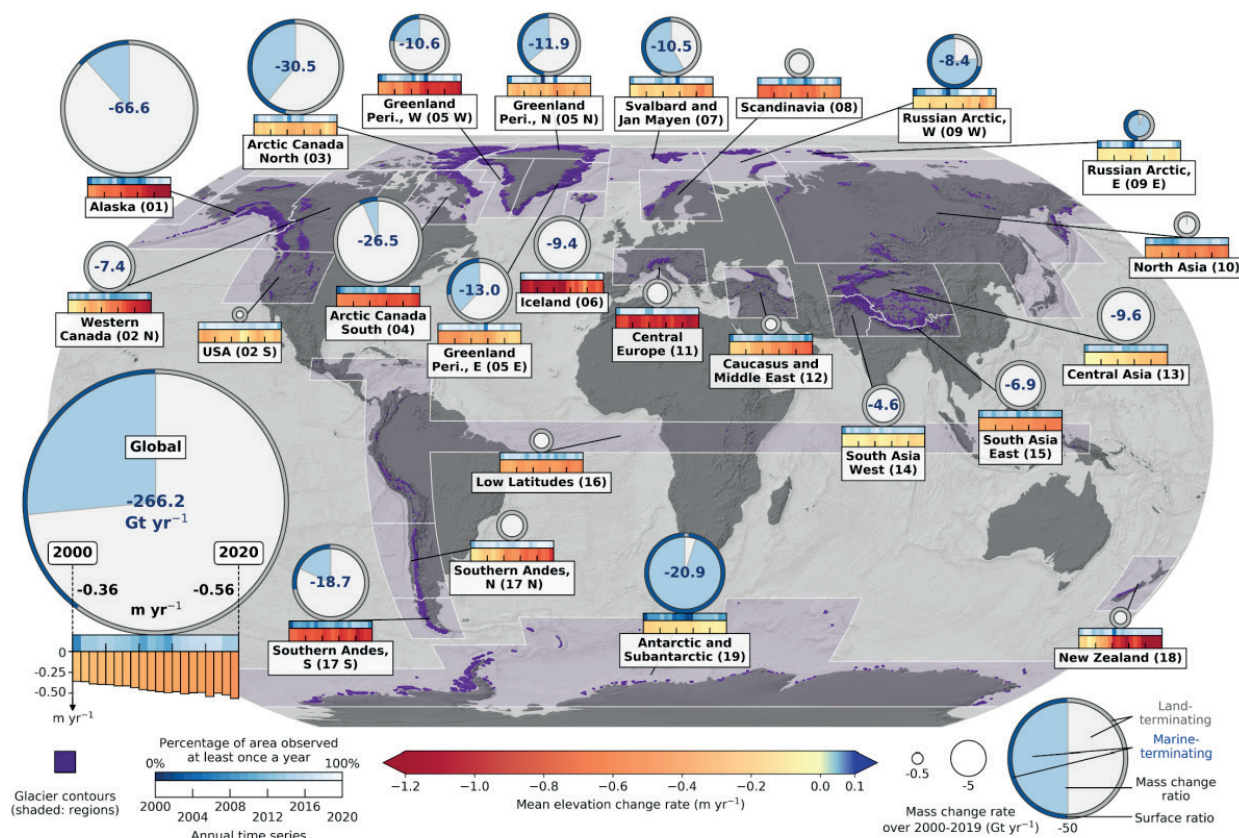 -66.6
Alaska (01)
-30.5
Arctic Canada
North (03)
-10.6
Greenland
Peri., W (05 W)
-11.9
Greenland
Peri., N (05 N)
-10.5
Svalbard and
Jan Mayen (07)
Scandinavia (08)
-8.4
Russian Arctic,
W (09 W)
Russian Arctic,
E (09 E)
North Asia (10)
-7.4
Western
Canada (02 N)
USA (02 S)
-26.5
Arctic Canada
South (04)
-13.0
Greenland
Peri., E (05 E)
-9.4
Iceland (06)
Central
Europe (11)
Caucasus and
Middle East (12)
-9.6
Central Asia (13)
-4.6
South Asia
West (14)
-6.9
South Asia
East (15)
Low Latitudes (16)
Southern Andes,
N (17 N)
-18.7
Southern Andes,
S (17 S)
-20.9
Antarctic and
Subantarctic (19)
New Zealand (18)
Global
-266.2
Gt yr⁻¹
2000
2020
-0.36
-0.56
m yr⁻¹
0
-0.25
-0.50
m yr⁻¹
Glacier contours
(shaded: regions)
Percentage of area observed
at least once a year
0%
100%
2000
2008
2016
2004
2012
2020
Annual time series
−1.2
−1.0
−0.8
−0.6
−0.4
−0.2
0.0
0.1
Mean elevation change rate (m yr⁻¹)
-0.5
-5
-50
Mass change rate
over 2000-2019 (Gt yr⁻¹)
Land-
terminating
Marine-
terminating
Mass change
ratio
Surface ratio